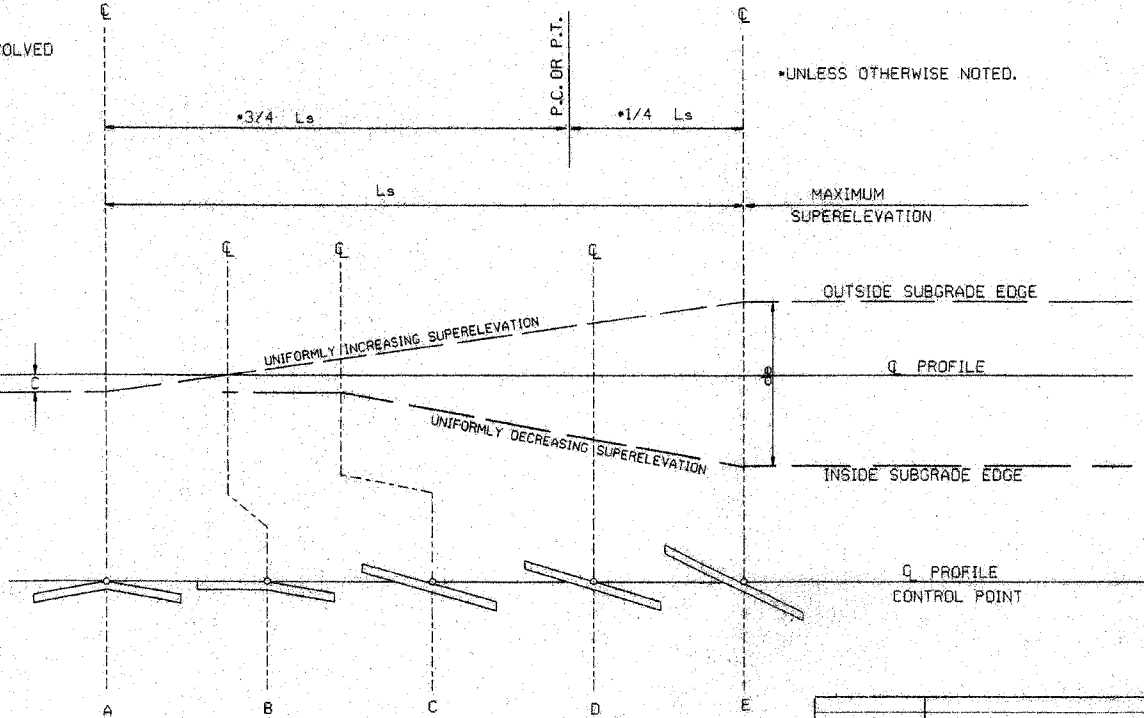 ℄ ℄
OLVED
P.C. OR P.T.
*UNLESS OTHERWISE NOTED.
*3/4 Ls
*1/4 Ls
Ls
MAXIMUM
SUPERELEVATION
℄ ℄ ℄
OUTSIDE SUBGRADE EDGE
UNIFORMLY INCREASING SUPERELEVATION
℄ PROFILE
C
UNIFORMLY DECREASING SUPERELEVATION
INSIDE SUBGRADE EDGE
℄ PROFILE
CONTROL POINT
A B C D E